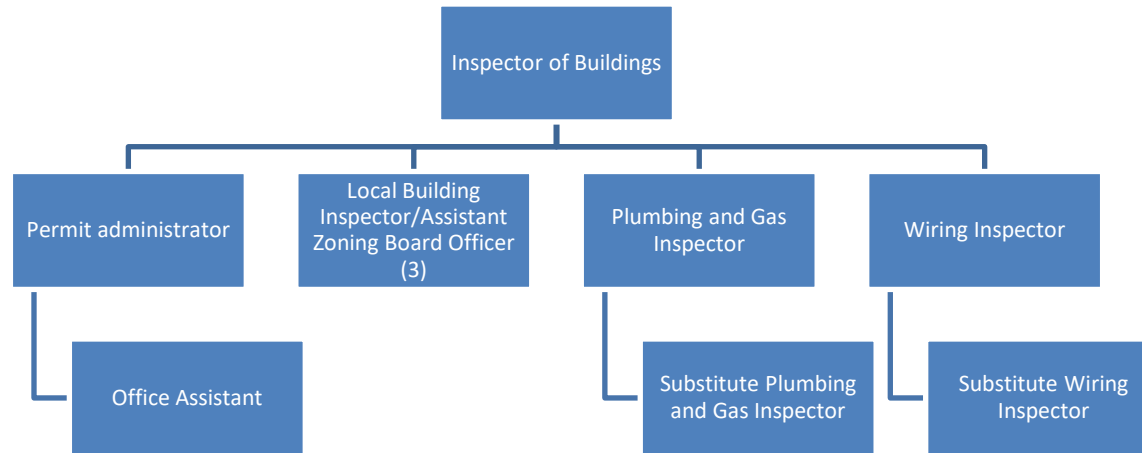 Inspector of Buildings
Permit administrator
Local Building
Inspector/Assistant
Zoning Board Officer
(3)
Plumbing and Gas
Inspector
Wiring Inspector
Office Assistant
Substitute Plumbing
and Gas Inspector
Substitute Wiring
Inspector